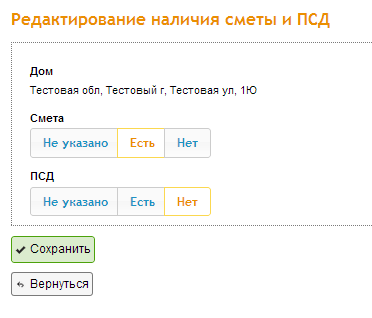 Редактирование наличия сметы и ПСД
Дом
Тестовая обл, Тестовый г, Тестовая ул, 1Ю
Смета
Не указано Есть Нет
ПСД
Не указано Есть Нет
Сохранить
Вернуться